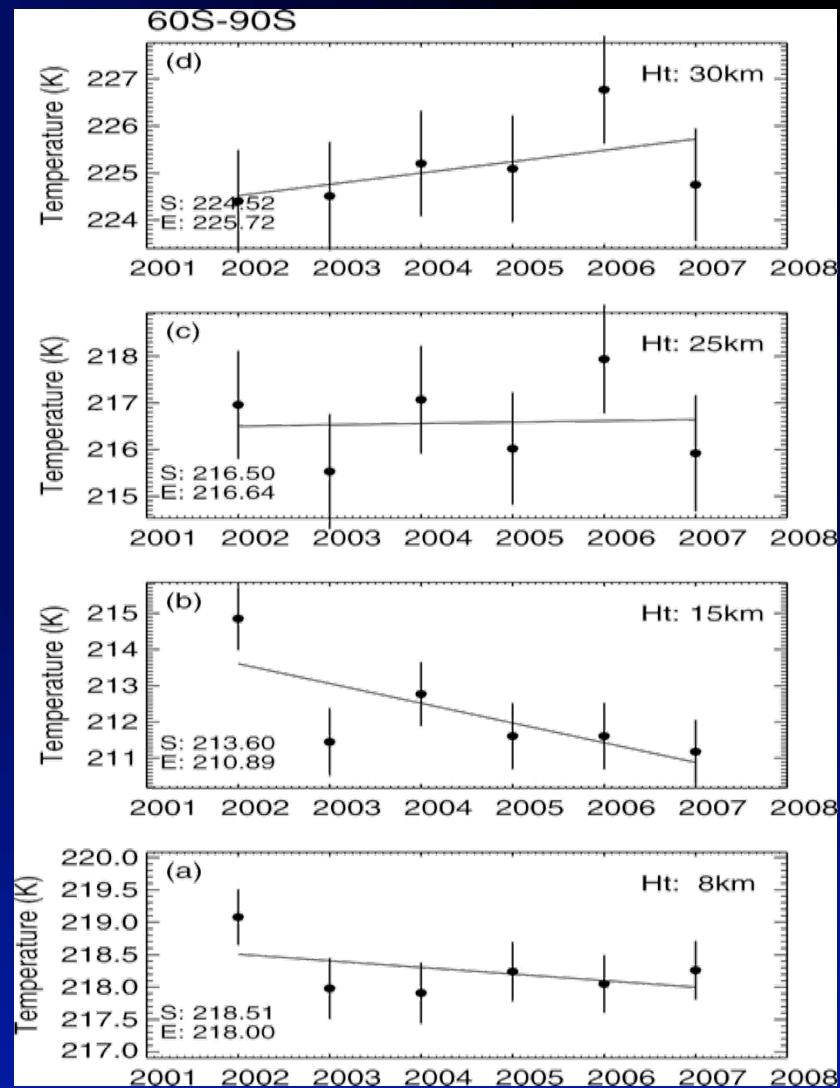 60S-90S
(d)
Ht: 30km
Temperature (K)
227
226
225
224
S: 224.52
E: 225.72
2001 2002 2003 2004 2005 2006 2007 2008
(c)
Ht: 25km
Temperature (K)
218
217
216
215
S: 216.50
E: 216.64
2001 2002 2003 2004 2005 2006 2007 2008
(b)
Ht: 15km
Temperature (K)
215
214
213
212
211
S: 213.60
E: 210.89
2001 2002 2003 2004 2005 2006 2007 2008
(a)
Ht: 8km
Temperature (K)
220.0
219.5
219.0
218.5
218.0
217.5
217.0
S: 218.51
E: 218.00
2001 2002 2003 2004 2005 2006 2007 2008